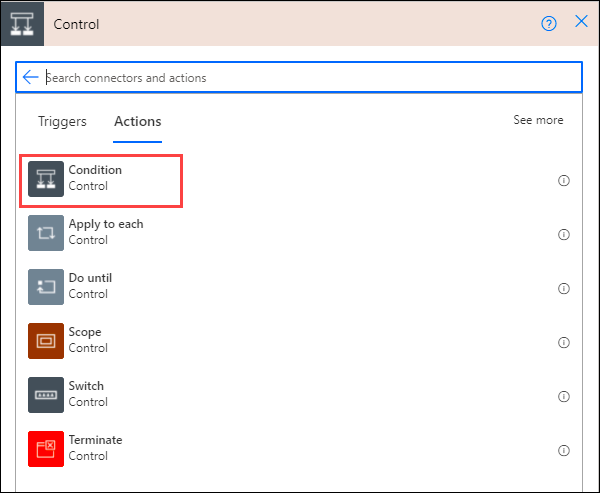 Control
Search connectors and actions
Triggers Actions See more
Condition
Control
Apply to each
Control
Do until
Control
Scope
Control
Switch
Control
Terminate
Control